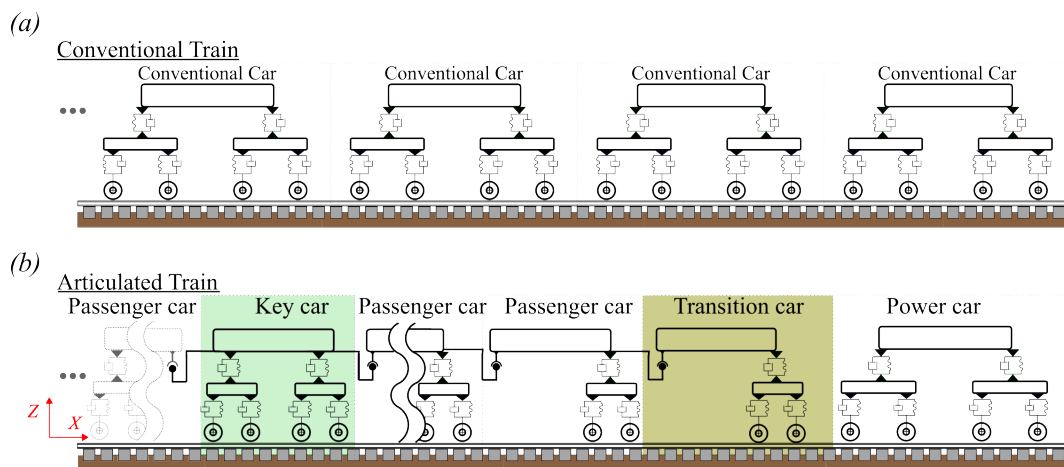 (a)
Conventional Train
Conventional Car Conventional Car Conventional Car Conventional Car
(b)
Articulated Train
Passenger car Key car Passenger car Passenger car Transition car Power car
Z
X